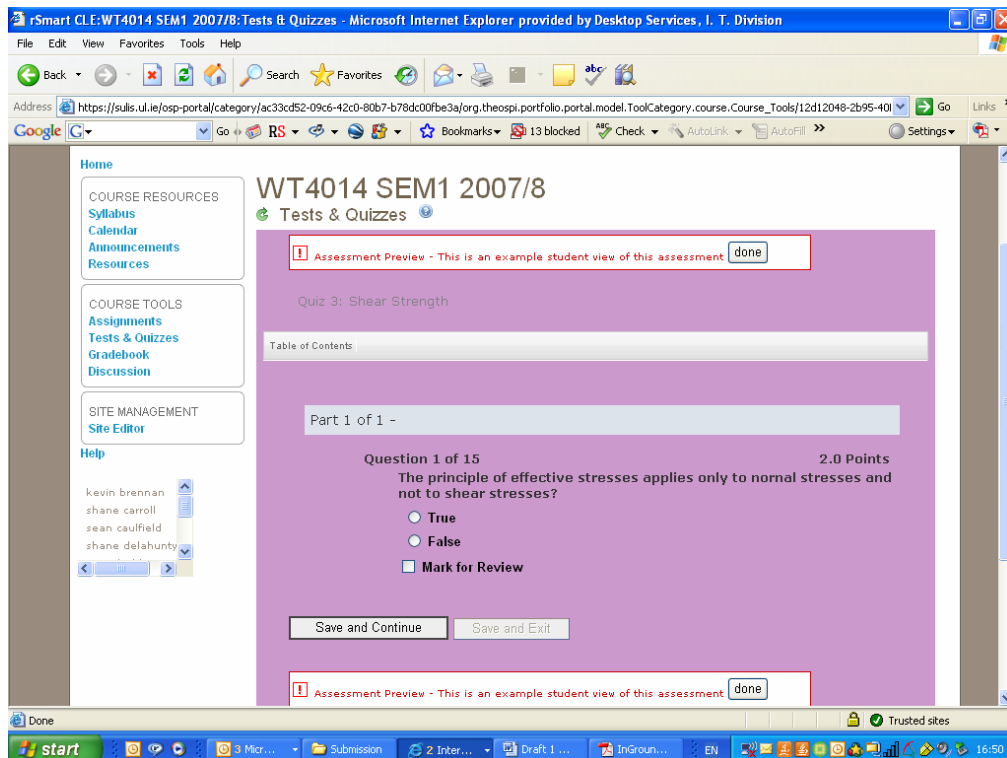 rSmart CLE:WT4014 SEM1 2007/8:Tests & Quizzes - Microsoft Internet Explorer provided by Desktop Services, I. T. Division
File Edit View Favorites Tools Help
Back Search Favorites
Address https://sulis.ul.ie/osp-portal/category/ac33cd52-09c6-42c0-80b7-b78dc00fbe3a/org.theospi.portfolio.portal.model.ToolCategory.course.Course_Tools/12d12048-2b95-40 Go Links
Google G Go RS Bookmarks 13 blocked Check AutoLink AutoFill Settings
Home
COURSE RESOURCES
Syllabus
Calendar
Announcements
Resources
COURSE TOOLS
Assignments
Tests & Quizzes
Gradebook
Discussion
SITE MANAGEMENT
Site Editor
Help
kevin brennan
shane carroll
sean caulfield
shane delahunty
WT4014 SEM1 2007/8
Tests & Quizzes
Assessment Preview - This is an example student view of this assessment done
Quiz 3: Shear Strength
Table of Contents
Part 1 of 1 -
Question 1 of 15 2.0 Points
The principle of effective stresses applies only to nornal stresses and
not to shear stresses?
True
False
Mark for Review
Save and Continue Save and Exit
Assessment Preview - This is an example student view of this assessment done
Done Trusted sites
start 3 Micr... Submission 2 Inter... Draft 1 ... InGroun... EN 16:50